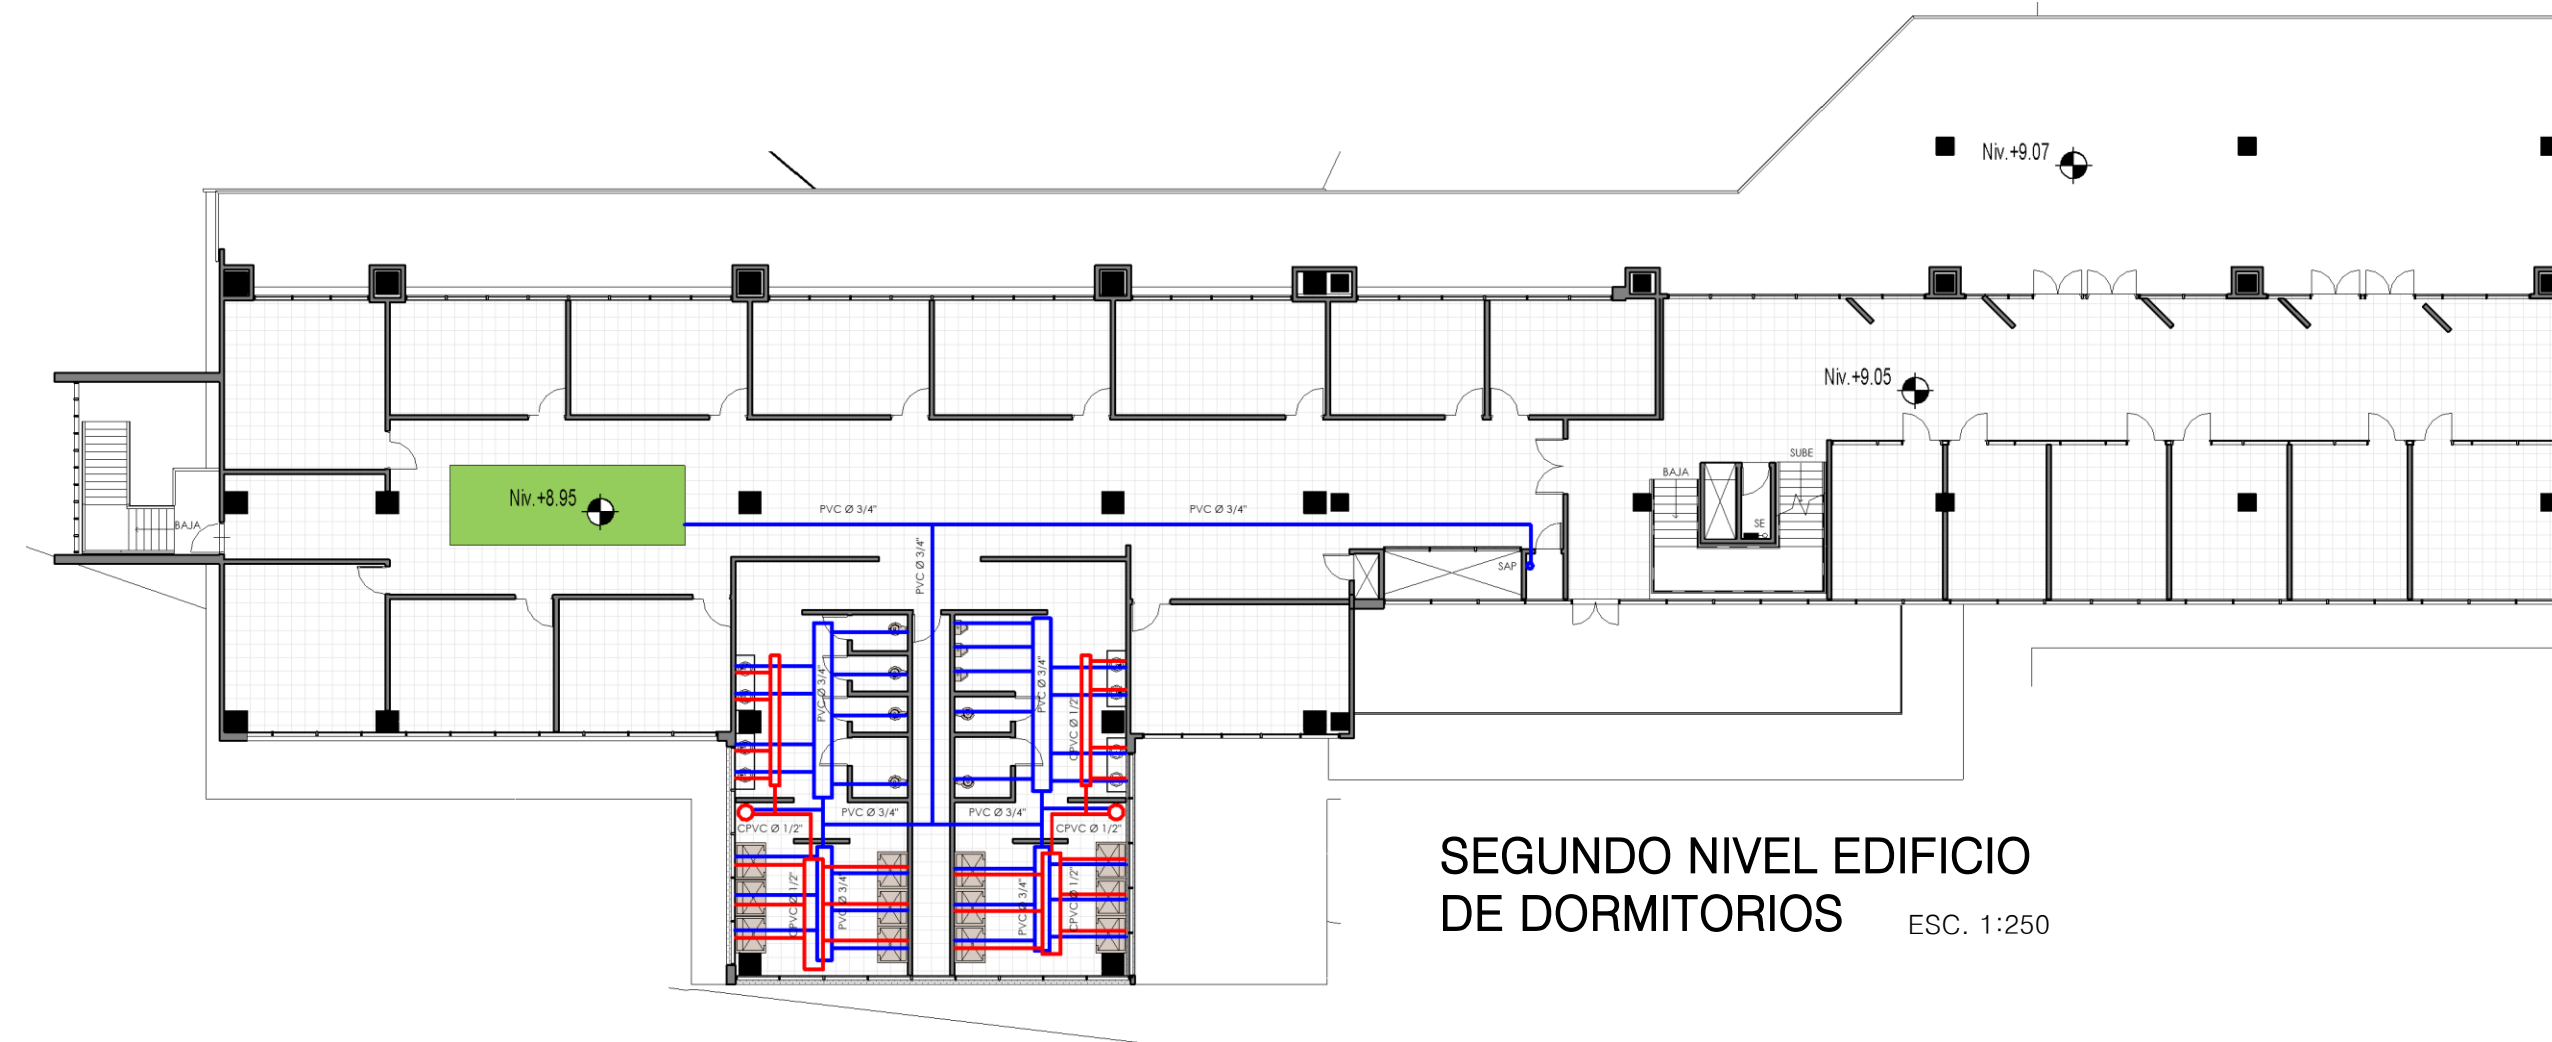 Niv.+9.07
Niv.+9.05
SUBE
BAJA
Niv.+8.95
PVC Ø 3/4"
PVC Ø 3/4"
BAJA
SE
PVC Ø 3/4"
SAP
PVC Ø 3/4"
PVC Ø 3/4"
CPVC Ø 1/2"
PVC Ø 3/4"
PVC Ø 3/4"
CPVC Ø 1/2"
CPVC Ø 1/2"
SEGUNDO NIVEL EDIFICIO
DE DORMITORIOS
ESC. 1:250
CPVC Ø 1/2"
PVC Ø 3/4"
PVC Ø 3/4"
CPVC Ø 1/2"